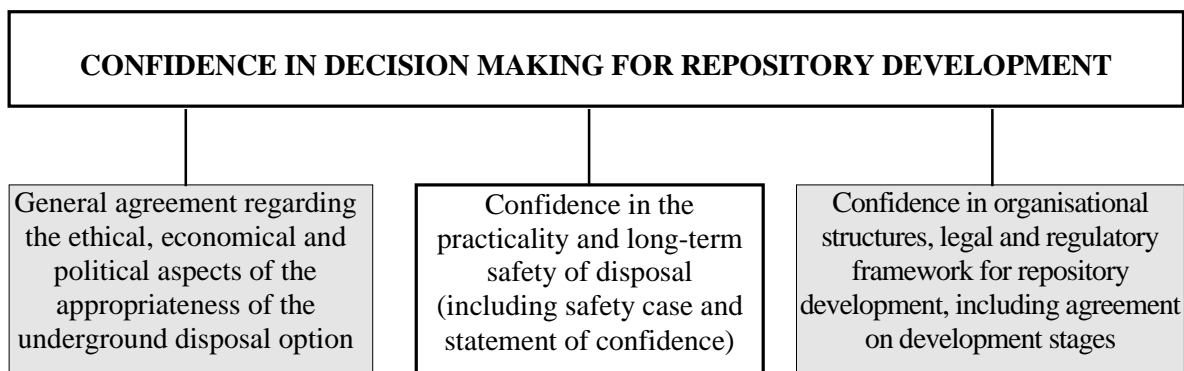 CONFIDENCE IN DECISION MAKING FOR REPOSITORY DEVELOPMENT
General agreement regarding
the ethical, economical and
political aspects of the
appropriateness of the
underground disposal option
Confidence in the
practicality and long-term
safety of disposal
(including safety case and
statement of confidence)
Confidence in organisational
structures, legal and regulatory
framework for repository
development, including agreement
on development stages